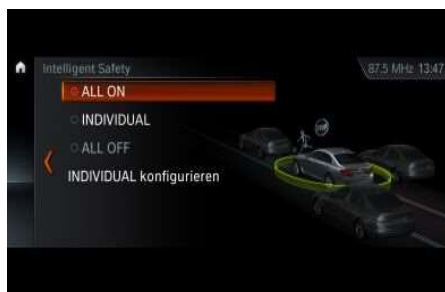 Intelligent Safety
87.5 MHz 13:47
ALL ON
INDIVIDUAL
ALL OFF
INDIVIDUAL konfigurieren